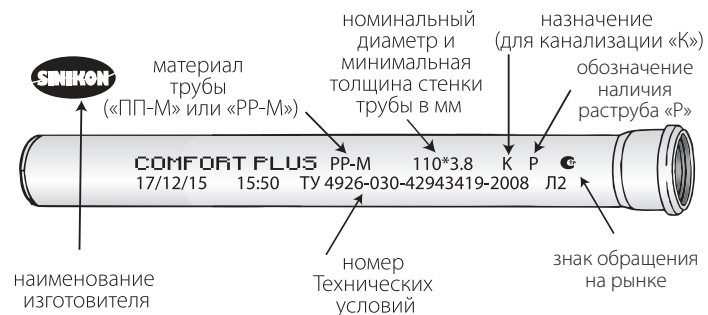 номинальный
диаметр и
минимальная
толщина стенки
трубы в мм
назначение
(для канализации «К»)
обозначение
наличия
раструба «Р»
материал
трубы
(«ПП-М» или «PP-M»)
SINIKON
COMFORT PLUS PP-M 110*3.8 К Р
17/12/15 15:50 ТУ 4926-030-42943419-2008 Л2
наименование
изготовителя
номер
Технических
условий
знак обращения
на рынке